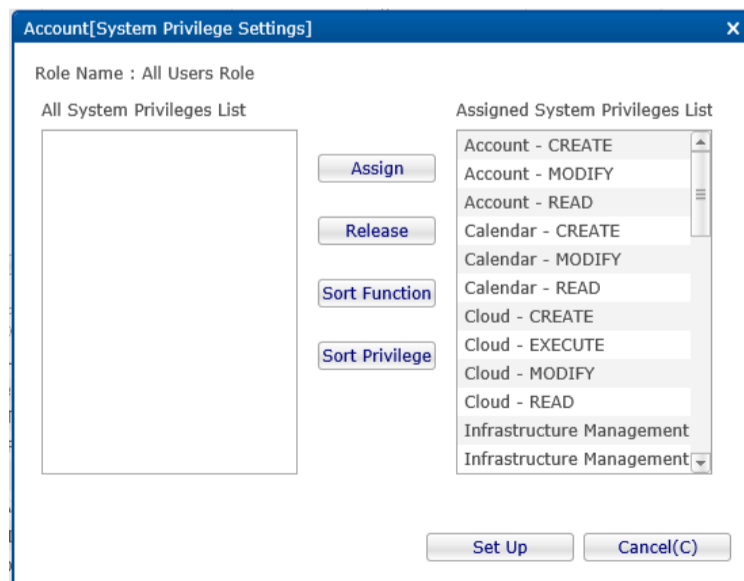 Account[System Privilege Settings]
Role Name : All Users Role
All System Privileges List
Assigned System Privileges List
Assign
Release
Sort Function
Sort Privilege
Account - CREATE
Account - MODIFY
Account - READ
Calendar - CREATE
Calendar - MODIFY
Calendar - READ
Cloud - CREATE
Cloud - EXECUTE
Cloud - MODIFY
Cloud - READ
Infrastructure Management
Infrastructure Management
Set Up
Cancel(C)